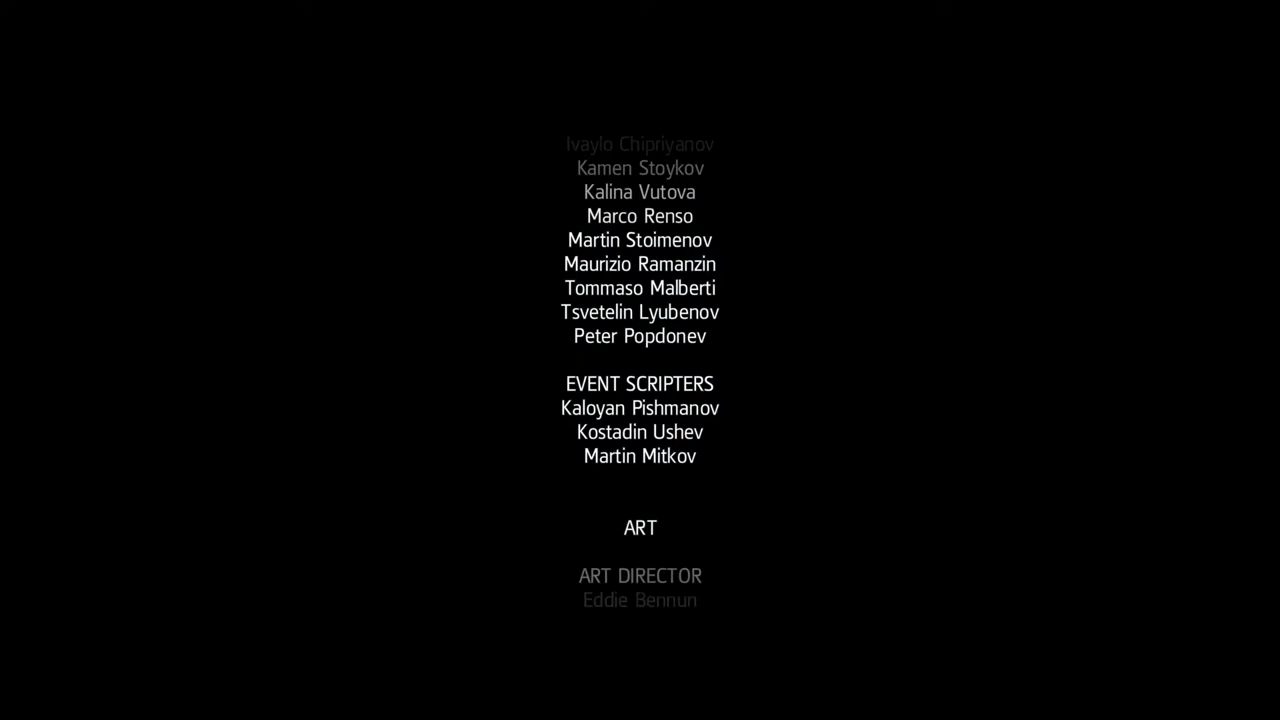 Ivaylo Chipriyanov
Kamen Stoykov
Kalina Vutova
Marco Renso
Martin Stoimenov
Maurizio Ramanzin
Tommaso Malberti
Tsvetelin Lyubenov
Peter Popdonev
EVENT SCRIPTERS
Kaloyan Pishmanov
Kostadin Ushev
Martin Mitkov
ART
ART DIRECTOR
Eddie Bennun